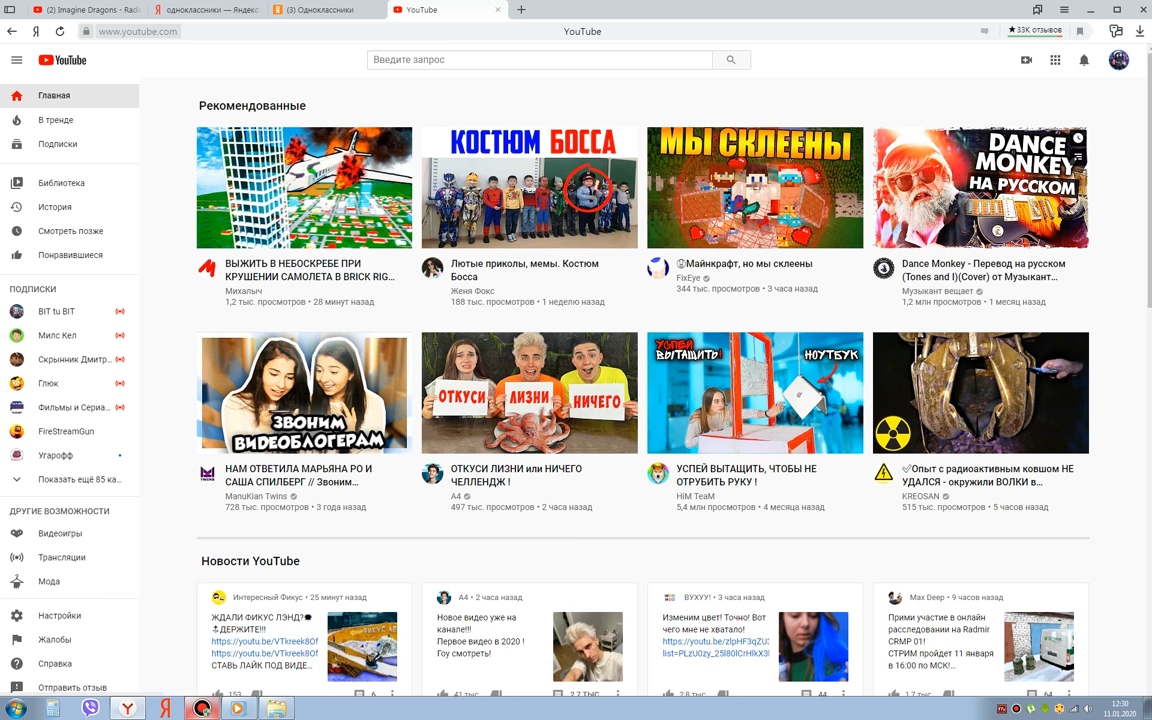 (2) Imagine Dragons - Radio
одноклассники — Яндекс
(3) Одноклассники
YouTube
www.youtube.com
YouTube
★33K отзывов
YouTube
Введите запрос
Главная
В тренде
Подписки
Библиотека
История
Смотреть позже
Понравившиеся
ПОДПИСКИ
BIT tu BIT
Милс Кел
Скрынник Дмитр...
Глюк
Фильмы и Сериа...
FireStreamGun
Угарофф
Показать ещё 85 ка...
ДРУГИЕ ВОЗМОЖНОСТИ
Видеоигры
Трансляции
Мода
Настройки
Жалобы
Справка
Отправить отзыв
Рекомендованные
ВЫЖИТЬ В НЕБОСКРЕБЕ ПРИ
КРУШЕНИИ САМОЛЕТА В BRICK RIG...
Михалыч
1,2 тыс. просмотров • 28 минут назад
КОСТЮМ БОССА
Лютые приколы, мемы. Костюм
Босса
Женя Фокс
188 тыс. просмотров • 1 неделю назад
МЫ СКЛЕЕНЫ
Майнкрафт, но мы склеены
FixEye
344 тыс. просмотров • 3 часа назад
DANCE
MONKEY
НА РУССКОМ
Dance Monkey - Перевод на русском
(Tones and I)(Cover) от Музыкант...
Музыкант вещает
1,2 млн просмотров • 1 месяц назад
ЗВОНИМ
ВИДЕОБЛОГЕРАМ
НАМ ОТВЕТИЛА МАРЬЯНА РО И
САША СПИЛБЕРГ // Звоним...
ManuKian Twins
728 тыс. просмотров • 3 года назад
ОТКУСИ ЛИЗНИ НИЧЕГО
ОТКУСИ ЛИЗНИ или НИЧЕГО
ЧЕЛЛЕНДЖ !
A4
497 тыс. просмотров • 2 часа назад
УСПЕЙ
ВЫТАЩИТЬ!
НОУТБУК
УСПЕЙ ВЫТАЩИТЬ, ЧТОБЫ НЕ
ОТРУБИТЬ РУКУ !
HiM TeaM
5,4 млн просмотров • 4 месяца назад
Опыт с радиоактивным ковшом НЕ
УДАЛСЯ - окружили ВОЛКИ в...
KREOSAN
515 тыс. просмотров • 5 часов назад
Новости YouTube
Интересный Фикус • 25 минут назад
ЖДАЛИ ФИКУС ЛЭНД?
ДЕРЖИТЕ!!!
https://youtu.be/VTkreek8Of
https://youtu.be/VTkreek8Of
СТАВЬ ЛАЙК ПОД ВИДЕ...
153
6
A4 • 2 часа назад
Новое видео уже на
канале!!!
Первое видео в 2020 !
Гоу смотреть!
41 тыс.
2,7 ТЫС.
ВУХУУ! • 3 часа назад
Изменим цвет! Точно! Вот
чего мне не хватало!
https://youtu.be/zlpHF3qZU
list=PLzU0zy_25l80lCrHlkX3
2,8 тыс.
44
Max Deep • 9 часов назад
Прими участие в онлайн
расследовании на Radmir
CRMP 01!
СТРИМ пройдет 11 января
в 16:00 по МСК!...
1,7 тыс.
64
12:30
11.01.2020